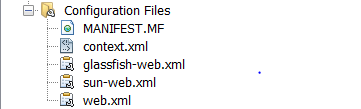 Configuration Files
MANIFEST.MF
context.xml
glassfish-web.xml
sun-web.xml
web.xml